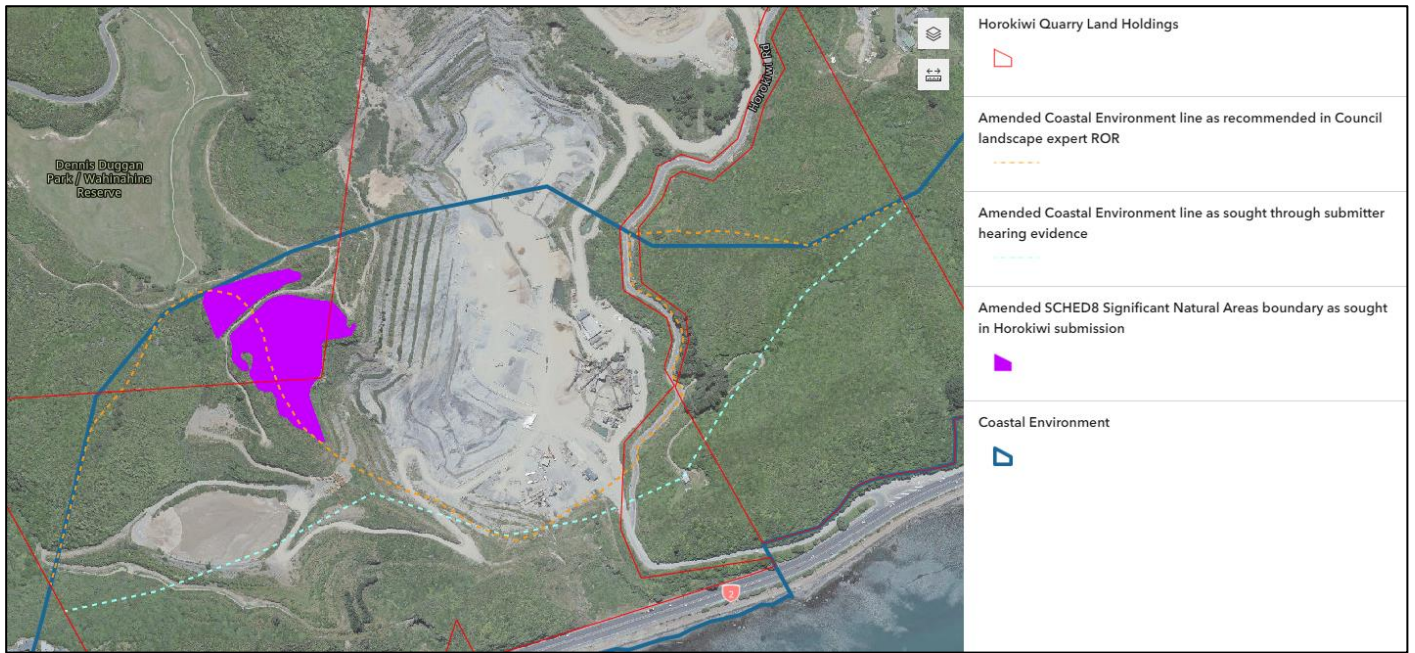 Horokiwi Rd
Dennis Duggan
Park / Wahinahina
Reserve
2
Horokiwi Quarry Land Holdings
Amended Coastal Environment line as recommended in Council
landscape expert ROR
Amended Coastal Environment line as sought through submitter
hearing evidence
Amended SCHED8 Significant Natural Areas boundary as sought
in Horokiwi submission
Coastal Environment